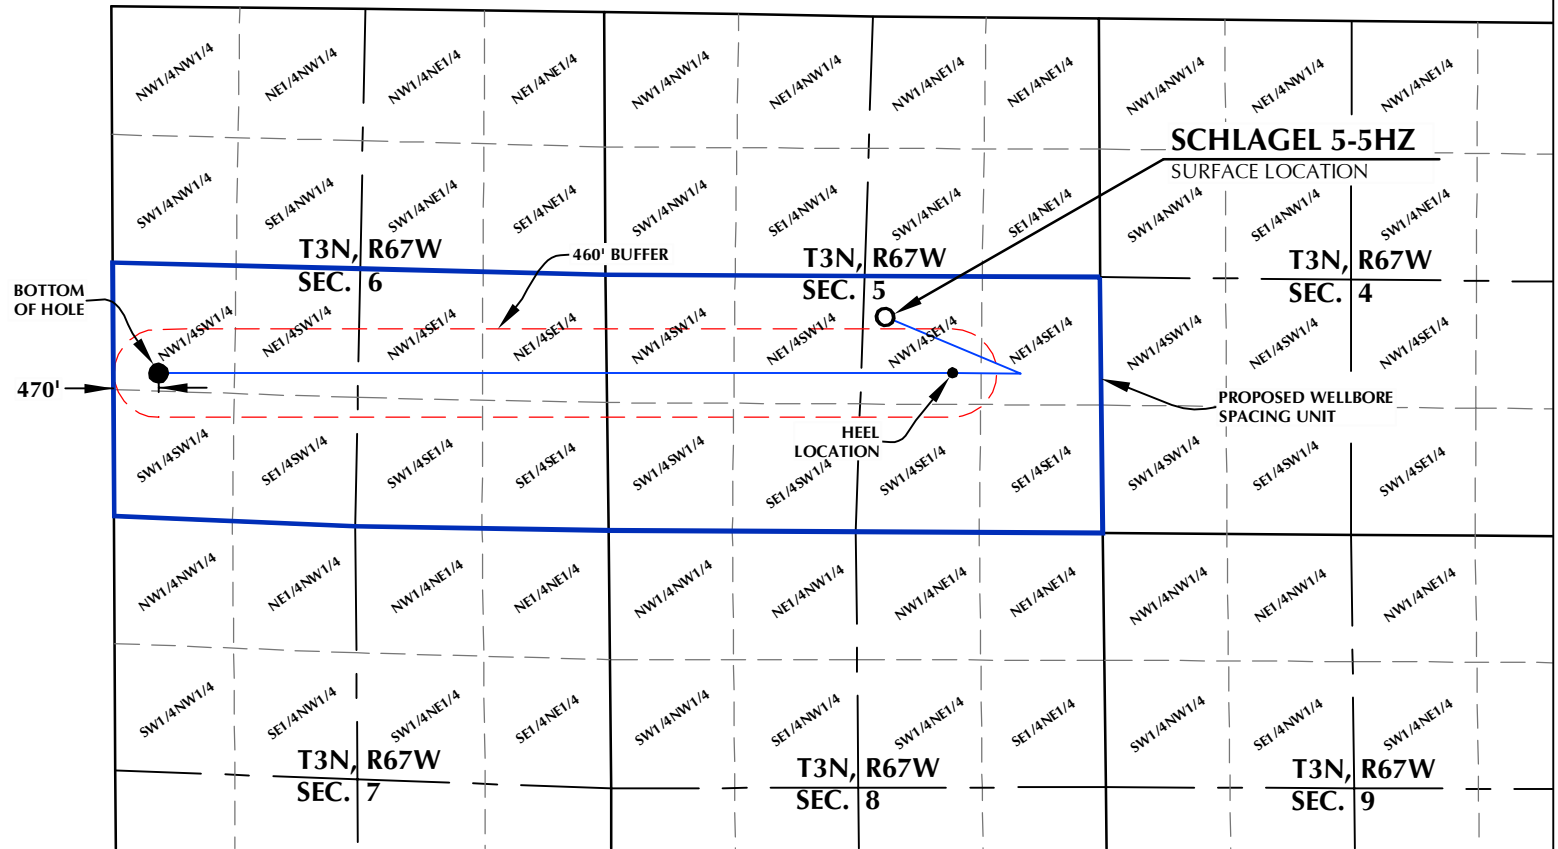 NW1/4NW1/4
NE1/4NW1/4
NW1/4NE1/4
NE1/4NE1/4
NW1/4NW1/4
NE1/4NW1/4
NW1/4NE1/4
NE1/4NE1/4
NW1/4NW1/4
NE1/4NW1/4
NW1/4NE1/4
SCHLAGEL 5-5HZ
SURFACE LOCATION
SW1/4NW1/4
SE1/4NW1/4
SW1/4NE1/4
SE1/4NE1/4
SW1/4NW1/4
SE1/4NW1/4
SW1/4NE1/4
SE1/4NE1/4
SW1/4NW1/4
SE1/4NW1/4
SW1/4NE1/4
T3N, R67W
SEC. 6
460' BUFFER
T3N, R67W
SEC. 5
T3N, R67W
SEC. 4
BOTTOM
OF HOLE
NW1/4SW1/4
NE1/4SW1/4
NW1/4SE1/4
NE1/4SE1/4
NW1/4SW1/4
NE1/4SW1/4
NW1/4SE1/4
NE1/4SE1/4
NW1/4SW1/4
NE1/4SW1/4
NW1/4SE1/4
470'
PROPOSED WELLBORE
SPACING UNIT
HEEL
LOCATION
SW1/4SW1/4
SE1/4SW1/4
SW1/4SE1/4
SE1/4SE1/4
SW1/4SW1/4
SE1/4SW1/4
SW1/4SE1/4
SE1/4SE1/4
SW1/4SW1/4
SE1/4SW1/4
SW1/4SE1/4
NW1/4NW1/4
NE1/4NW1/4
NW1/4NE1/4
NE1/4NE1/4
NW1/4NW1/4
NE1/4NW1/4
NW1/4NE1/4
NE1/4NE1/4
NW1/4NW1/4
NE1/4NW1/4
NW1/4NE1/4
SW1/4NW1/4
SE1/4NW1/4
SW1/4NE1/4
SE1/4NE1/4
SW1/4NW1/4
SE1/4NW1/4
SW1/4NE1/4
SE1/4NE1/4
SW1/4NW1/4
SE1/4NW1/4
SW1/4NE1/4
T3N, R67W
SEC. 7
T3N, R67W
SEC. 8
T3N, R67W
SEC. 9